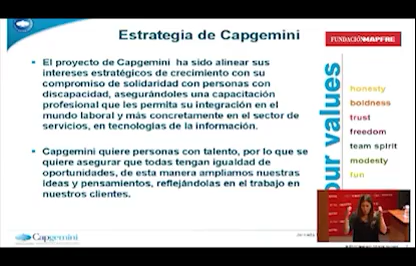 Estrategia de Capgemini
FUNDACIÓN MAPFRE
El proyecto de Capgemini ha sido alinear sus
intereses estratégicos de crecimiento con su
compromiso de solidaridad con personas con
discapacidad, asegurándoles una capacitación
profesional que les permita su integración en el
mundo laboral y más concretamente en el sector de
servicios, en tecnologías de la información.
Capgemini quiere personas con talento, por lo que se
quiere asegurar que todas tengan igualdad de
oportunidades, de esta manera ampliamos nuestras
ideas y pensamientos, reflejándolas en el trabajo en
nuestros clientes.
our values
honesty
boldness
trust
freedom
team spirit
modesty
fun
Capgemini